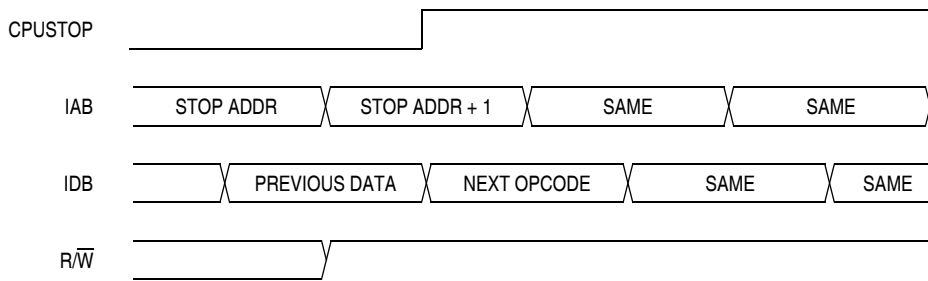 CPUSTOP
IAB STOP ADDR STOP ADDR + 1 SAME SAME
IDB PREVIOUS DATA NEXT OPCODE SAME SAME
R/W̅